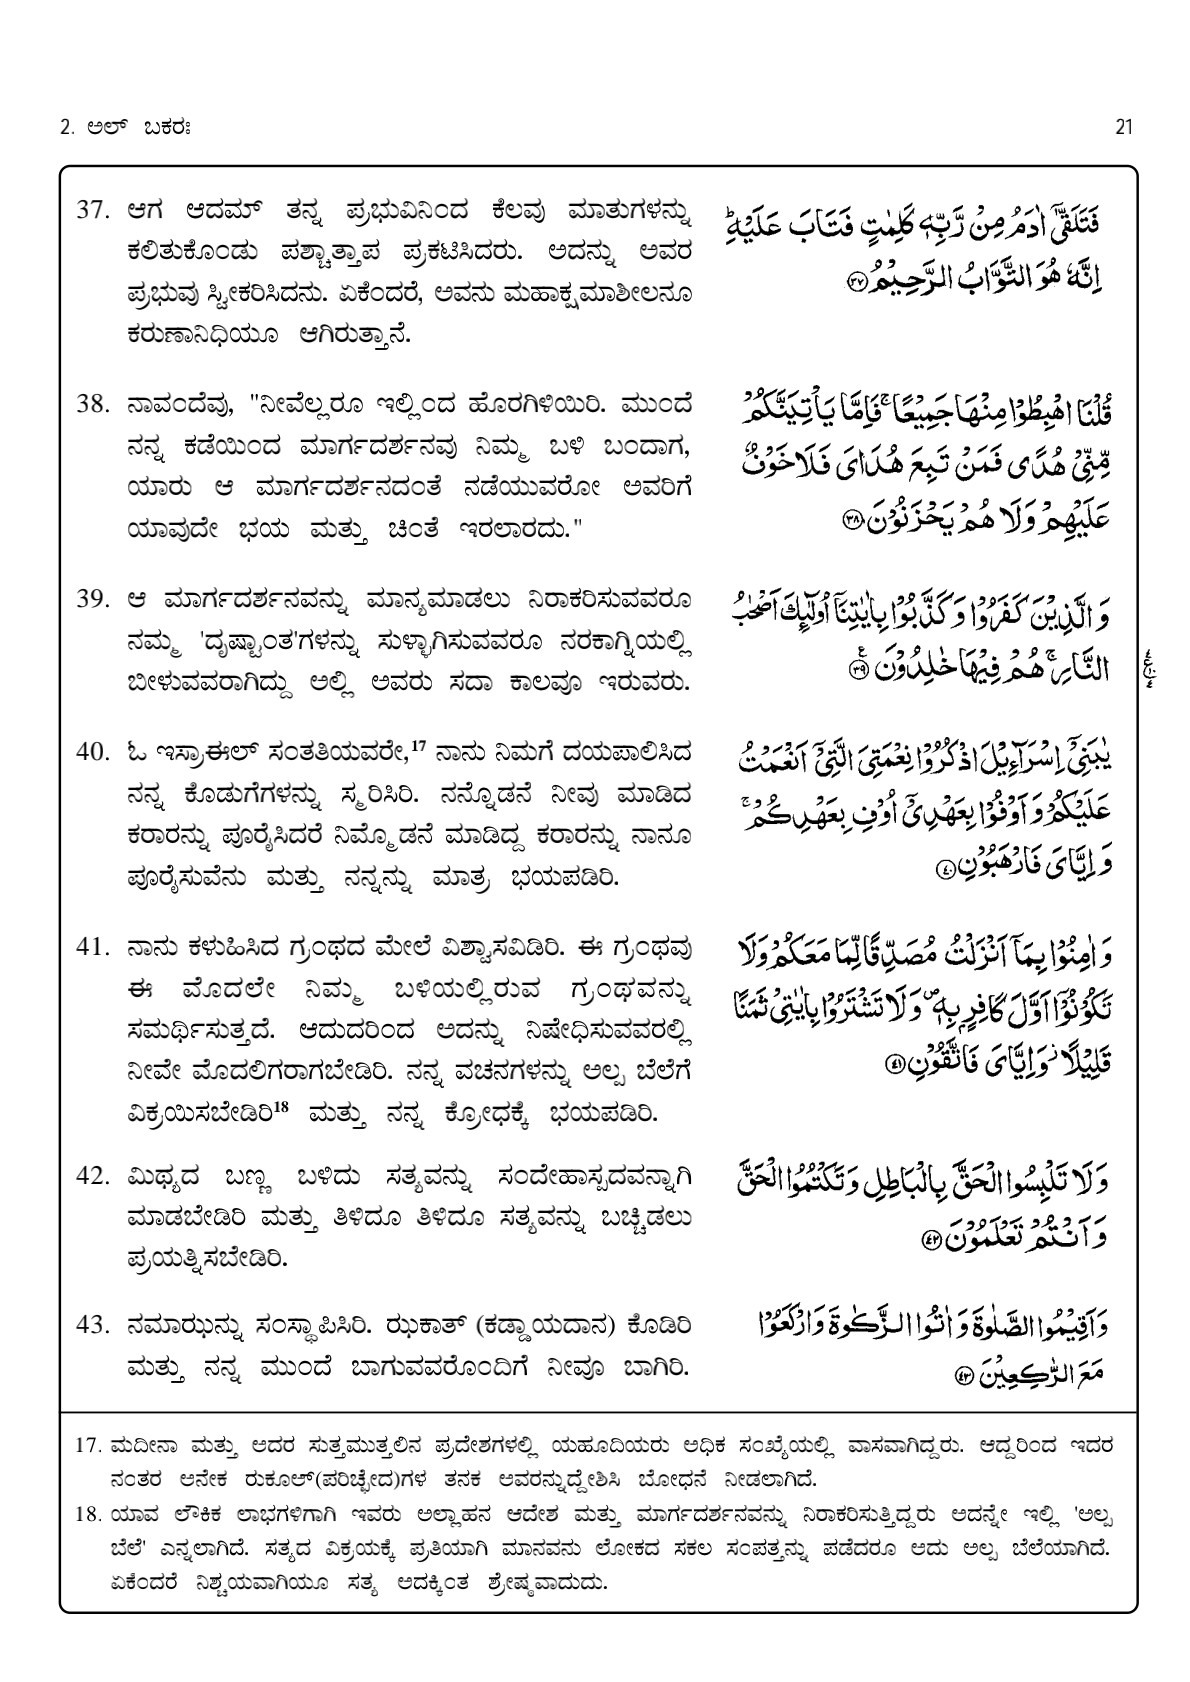 2. ಅಲ್ ಬಕರಃ 21
37. ಆಗ ಆದಮ್ ತನ್ನ ಪ್ರಭುವಿನಿಂದ ಕೆಲವು ಮಾತುಗಳನ್ನು
ಕಲಿತುಕೊಂಡು ಪಶ್ಚಾತ್ತಾಪ ಪ್ರಕಟಿಸಿದರು. ಅದನ್ನು ಅವರ
ಪ್ರಭುವು ಸ್ವೀಕರಿಸಿದನು. ಏಕೆಂದರೆ, ಅವನು ಮಹಾಕ್ಷಮಾಶೀಲನೂ
ಕರುಣಾನಿಧಿಯೂ ಆಗಿರುತ್ತಾನೆ.
فَتَلَقّٰٓى اٰدَمُ مِنْ رَّبِّهٖ كَلِمٰتٍ فَتَابَ عَلَيْهِ ؕ
اِنَّهٗ هُوَ التَّوَّابُ الرَّحِيْمُ ۝۳۷
38. ನಾವಂದೆವು, "ನೀವೆಲ್ಲರೂ ಇಲ್ಲಿಂದ ಹೊರಗಿಳಿಯಿರಿ. ಮುಂದೆ
ನನ್ನ ಕಡೆಯಿಂದ ಮಾರ್ಗದರ್ಶನವು ನಿಮ್ಮ ಬಳಿ ಬಂದಾಗ,
ಯಾರು ಆ ಮಾರ್ಗದರ್ಶನದಂತೆ ನಡೆಯುವರೋ ಅವರಿಗೆ
ಯಾವುದೇ ಭಯ ಮತ್ತು ಚಿಂತೆ ಇರಲಾರದು."
قُلْنَا اهْبِطُوْا مِنْهَا جَمِيْعًا ۚ فَاِمَّا يَاْتِيَنَّكُمْ
مِّنِّيْ هُدًى فَمَنْ تَبِعَ هُدَايَ فَلَا خَوْفٌ
عَلَيْهِمْ وَلَا هُمْ يَحْزَنُوْنَ ۝۳۸
39. ಆ ಮಾರ್ಗದರ್ಶನವನ್ನು ಮಾನ್ಯಮಾಡಲು ನಿರಾಕರಿಸುವವರೂ
ನಮ್ಮ 'ದೃಷ್ಟಾಂತ'ಗಳನ್ನು ಸುಳ್ಳಾಗಿಸುವವರೂ ನರಕಾಗ್ನಿಯಲ್ಲಿ
ಬೀಳುವವರಾಗಿದ್ದು ಅಲ್ಲಿ ಅವರು ಸದಾ ಕಾಲವೂ ಇರುವರು.
وَالَّذِيْنَ كَفَرُوْا وَكَذَّبُوْا بِاٰيٰتِنَآ اُولٰٓئِكَ اَصْحٰبُ
النَّارِ ۚ هُمْ فِيْهَا خٰلِدُوْنَ ۝۳۹ ع
40. ಓ ಇಸ್ರಾಈಲ್ ಸಂತತಿಯವರೇ,¹⁷ ನಾನು ನಿಮಗೆ ದಯಪಾಲಿಸಿದ
ನನ್ನ ಕೊಡುಗೆಗಳನ್ನು ಸ್ಮರಿಸಿರಿ. ನನ್ನೊಡನೆ ನೀವು ಮಾಡಿದ
ಕರಾರನ್ನು ಪೂರೈಸಿದರೆ ನಿಮ್ಮೊಡನೆ ಮಾಡಿದ್ದ ಕರಾರನ್ನು ನಾನೂ
ಪೂರೈಸುವೆನು ಮತ್ತು ನನ್ನನ್ನು ಮಾತ್ರ ಭಯಪಡಿರಿ.
يٰبَنِيْٓ اِسْرَآءِيْلَ اذْكُرُوْا نِعْمَتِيَ الَّتِيْٓ اَنْعَمْتُ
عَلَيْكُمْ وَاَوْفُوْا بِعَهْدِيْٓ اُوْفِ بِعَهْدِكُمْ ۚ
وَاِيَّايَ فَارْهَبُوْنِ ۝۴۰
41. ನಾನು ಕಳುಹಿಸಿದ ಗ್ರಂಥದ ಮೇಲೆ ವಿಶ್ವಾಸವಿಡಿರಿ. ಈ ಗ್ರಂಥವು
ಈ ಮೊದಲೇ ನಿಮ್ಮ ಬಳಿಯಲ್ಲಿರುವ ಗ್ರಂಥವನ್ನು
ಸಮರ್ಥಿಸುತ್ತದೆ. ಆದುದರಿಂದ ಅದನ್ನು ನಿಷೇಧಿಸುವವರಲ್ಲಿ
ನೀವೇ ಮೊದಲಿಗರಾಗಬೇಡಿರಿ. ನನ್ನ ವಚನಗಳನ್ನು ಅಲ್ಪ ಬೆಲೆಗೆ
ವಿಕ್ರಯಿಸಬೇಡಿರಿ¹⁸ ಮತ್ತು ನನ್ನ ಕ್ರೋಧಕ್ಕೆ ಭಯಪಡಿರಿ.
وَاٰمِنُوْا بِمَآ اَنْزَلْتُ مُصَدِّقًا لِّمَا مَعَكُمْ وَلَا
تَكُوْنُوْٓا اَوَّلَ كَافِرٍۭ بِهٖ ۪ وَلَا تَشْتَرُوْا بِاٰيٰتِيْ ثَمَنًا
قَلِيْلًا ۫ وَّاِيَّايَ فَاتَّقُوْنِ ۝۴۱
42. ಮಿಥ್ಯದ ಬಣ್ಣ ಬಳಿದು ಸತ್ಯವನ್ನು ಸಂದೇಹಾಸ್ಪದವನ್ನಾಗಿ
ಮಾಡಬೇಡಿರಿ ಮತ್ತು ತಿಳಿದೂ ತಿಳಿದೂ ಸತ್ಯವನ್ನು ಬಚ್ಚಿಡಲು
ಪ್ರಯತ್ನಿಸಬೇಡಿರಿ.
وَلَا تَلْبِسُوا الْحَقَّ بِالْبَاطِلِ وَتَكْتُمُوا الْحَقَّ
وَاَنْتُمْ تَعْلَمُوْنَ ۝۴۲
43. ನಮಾಝನ್ನು ಸಂಸ್ಥಾಪಿಸಿರಿ. ಝಕಾತ್ (ಕಡ್ಡಾಯದಾನ) ಕೊಡಿರಿ
ಮತ್ತು ನನ್ನ ಮುಂದೆ ಬಾಗುವವರೊಂದಿಗೆ ನೀವೂ ಬಾಗಿರಿ.
وَاَقِيْمُوا الصَّلٰوةَ وَاٰتُوا الزَّكٰوةَ وَارْكَعُوْا
مَعَ الرّٰكِعِيْنَ ۝۴۳
17. ಮದೀನಾ ಮತ್ತು ಅದರ ಸುತ್ತಮುತ್ತಲಿನ ಪ್ರದೇಶಗಳಲ್ಲಿ ಯಹೂದಿಯರು ಅಧಿಕ ಸಂಖ್ಯೆಯಲ್ಲಿ ವಾಸವಾಗಿದ್ದರು. ಆದ್ದರಿಂದ ಇದರ
ನಂತರ ಅನೇಕ ರುಕೂಲ್(ಪರಿಚ್ಛೇದ)ಗಳ ತನಕ ಅವರನ್ನುದ್ದೇಶಿಸಿ ಬೋಧನೆ ನೀಡಲಾಗಿದೆ.
18. ಯಾವ ಲೌಕಿಕ ಲಾಭಗಳಿಗಾಗಿ ಇವರು ಅಲ್ಲಾಹನ ಆದೇಶ ಮತ್ತು ಮಾರ್ಗದರ್ಶನವನ್ನು ನಿರಾಕರಿಸುತ್ತಿದ್ದರು ಅದನ್ನೇ ಇಲ್ಲಿ 'ಅಲ್ಪ
ಬೆಲೆ' ಎನ್ನಲಾಗಿದೆ. ಸತ್ಯದ ವಿಕ್ರಯಕ್ಕೆ ಪ್ರತಿಯಾಗಿ ಮಾನವನು ಲೋಕದ ಸಕಲ ಸಂಪತ್ತನ್ನು ಪಡೆದರೂ ಅದು ಅಲ್ಪ ಬೆಲೆಯಾಗಿದೆ.
ಏಕೆಂದರೆ ನಿಶ್ಚಯವಾಗಿಯೂ ಸತ್ಯ ಅದಕ್ಕಿಂತ ಶ್ರೇಷ್ಠವಾದುದು.